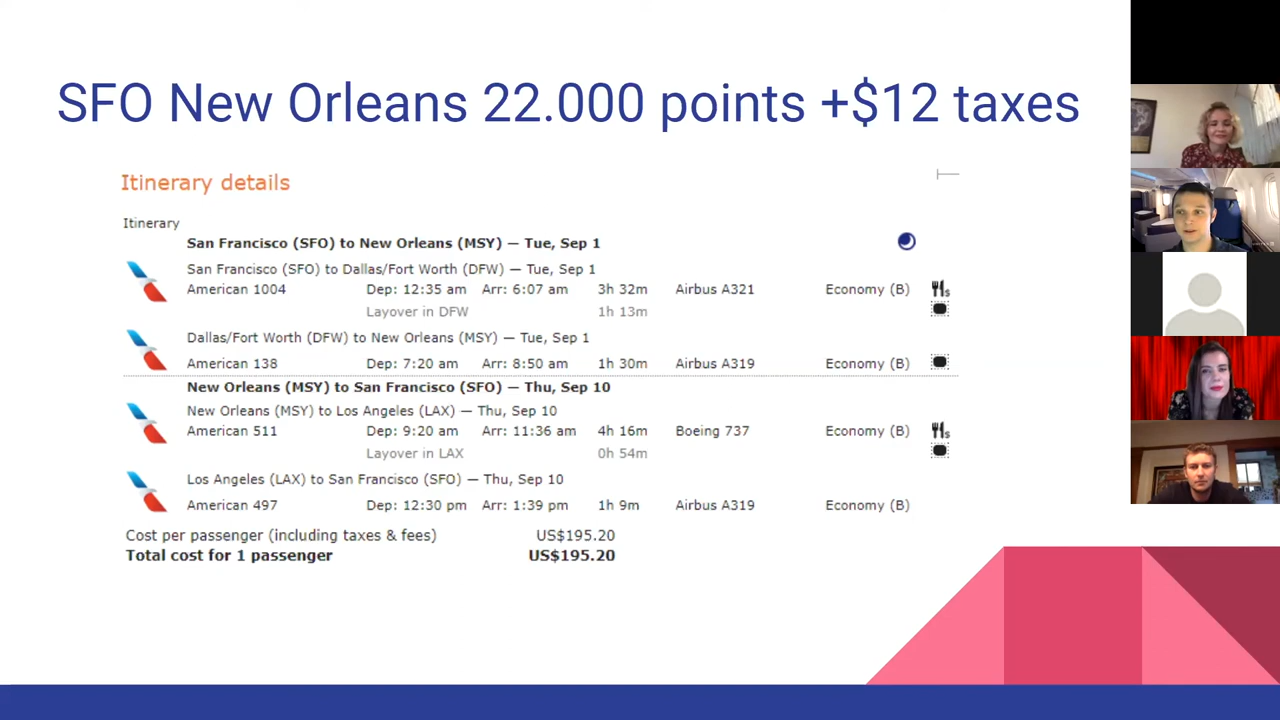 SFO New Orleans 22.000 points +$12 taxes
Itinerary details
Itinerary
San Francisco (SFO) to New Orleans (MSY) — Tue, Sep 1
San Francisco (SFO) to Dallas/Fort Worth (DFW) — Tue, Sep 1
American 1004 Dep: 12:35 am Arr: 6:07 am 3h 32m Airbus A321 Economy (B)
Layover in DFW 1h 13m
Dallas/Fort Worth (DFW) to New Orleans (MSY) — Tue, Sep 1
American 138 Dep: 7:20 am Arr: 8:50 am 1h 30m Airbus A319 Economy (B)
New Orleans (MSY) to San Francisco (SFO) — Thu, Sep 10
New Orleans (MSY) to Los Angeles (LAX) — Thu, Sep 10
American 511 Dep: 9:20 am Arr: 11:36 am 4h 16m Boeing 737 Economy (B)
Layover in LAX 0h 54m
Los Angeles (LAX) to San Francisco (SFO) — Thu, Sep 10
American 497 Dep: 12:30 pm Arr: 1:39 pm 1h 9m Airbus A319 Economy (B)
Cost per passenger (including taxes & fees) US$195.20
Total cost for 1 passenger US$195.20